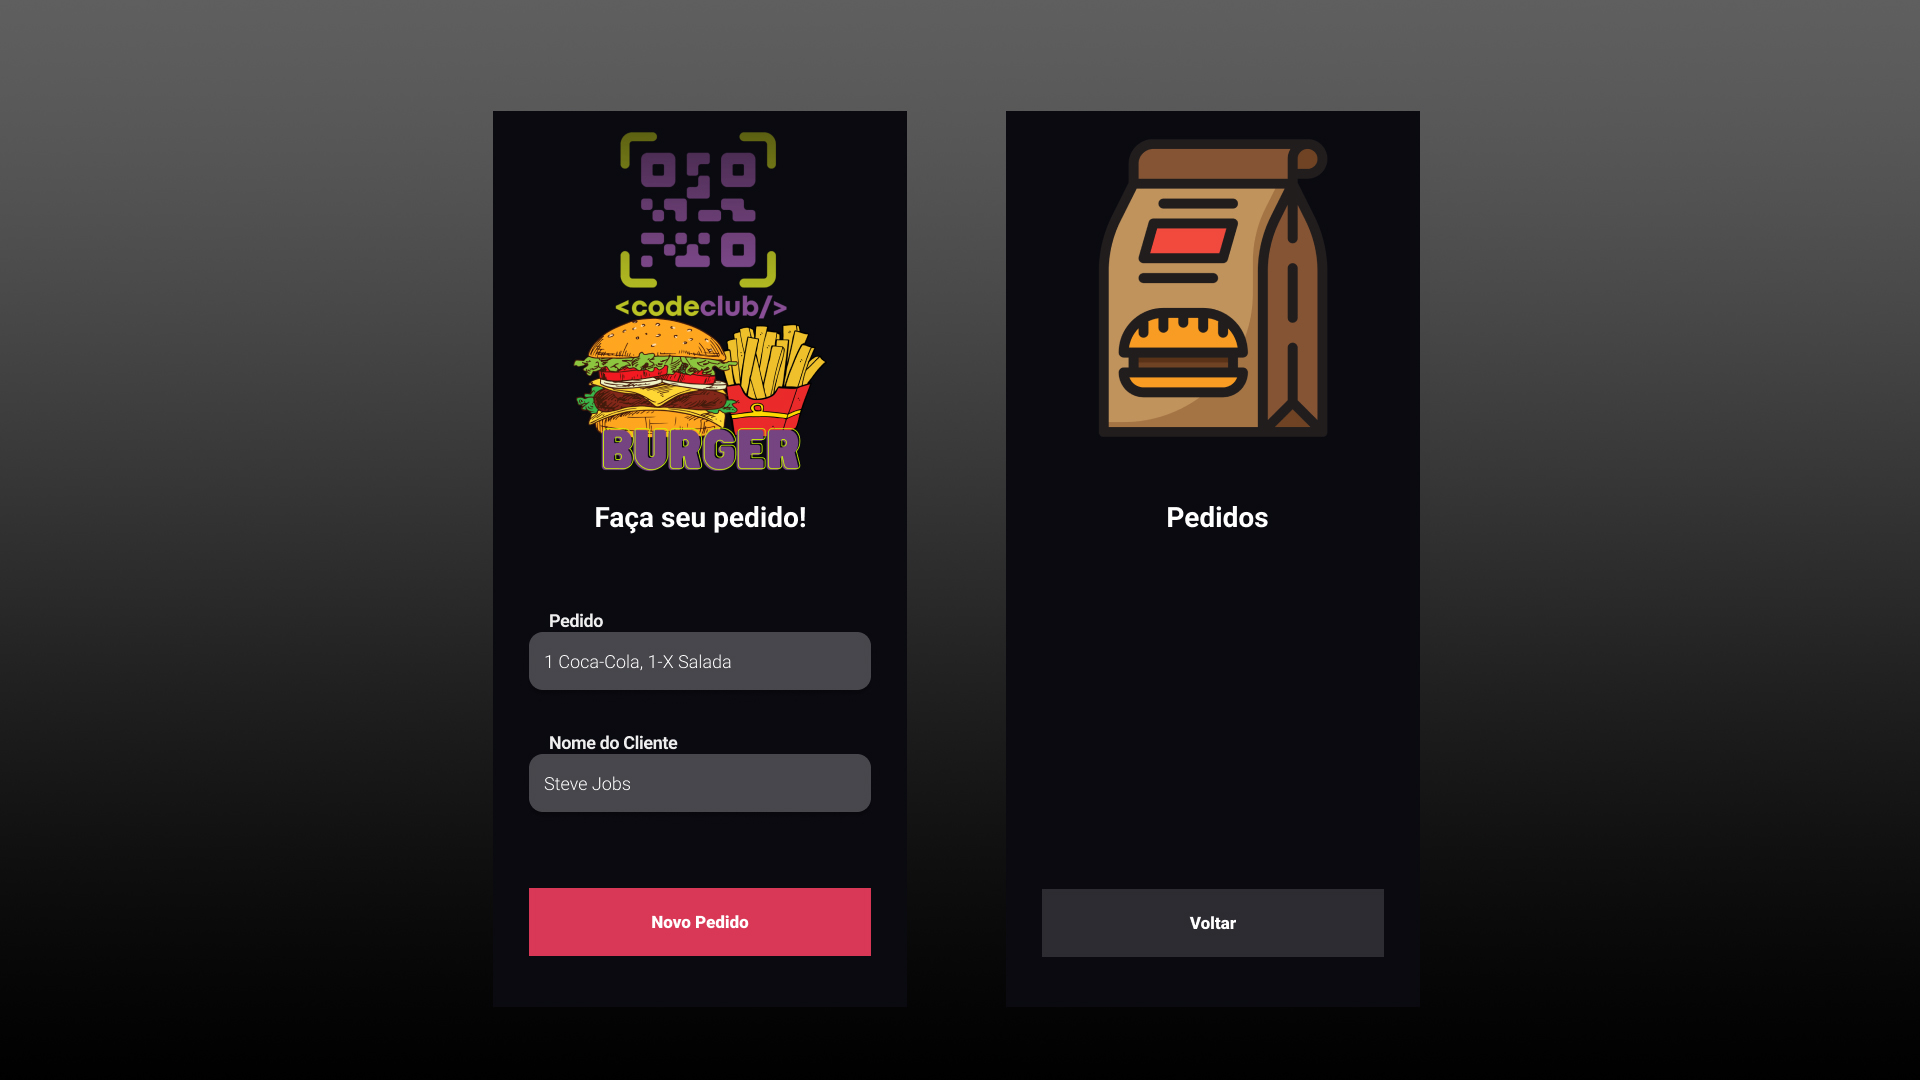 <codeclub/>
BURGER
Faça seu pedido!
Pedido
1 Coca-Cola, 1-X Salada
Nome do Cliente
Steve Jobs
Novo Pedido
Pedidos
Voltar